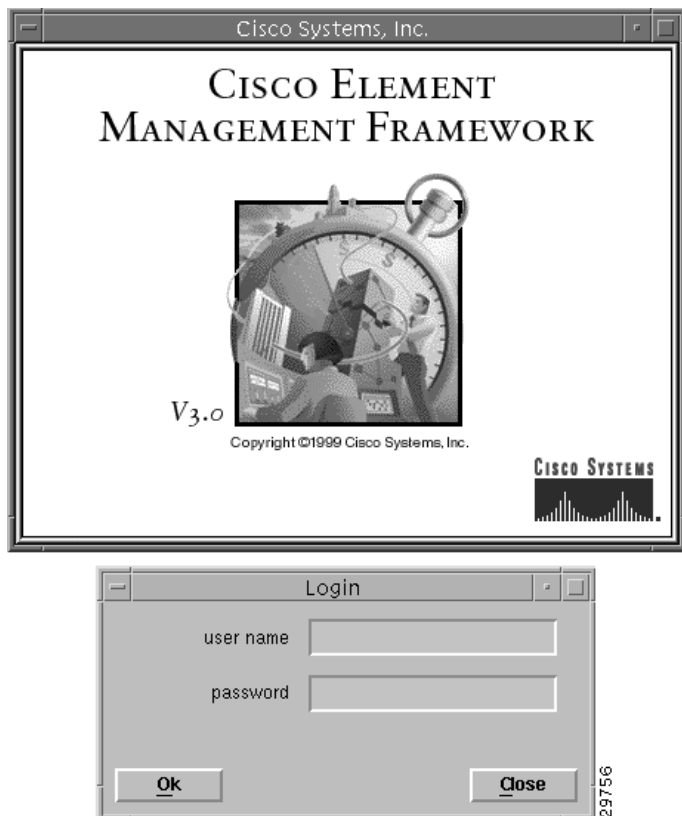 Cisco Systems, Inc.
CISCO ELEMENT
MANAGEMENT FRAMEWORK
V3.0
Copyright ©1999 Cisco Systems, Inc.
CISCO SYSTEMS
Login
user name
password
Ok
Close
29756